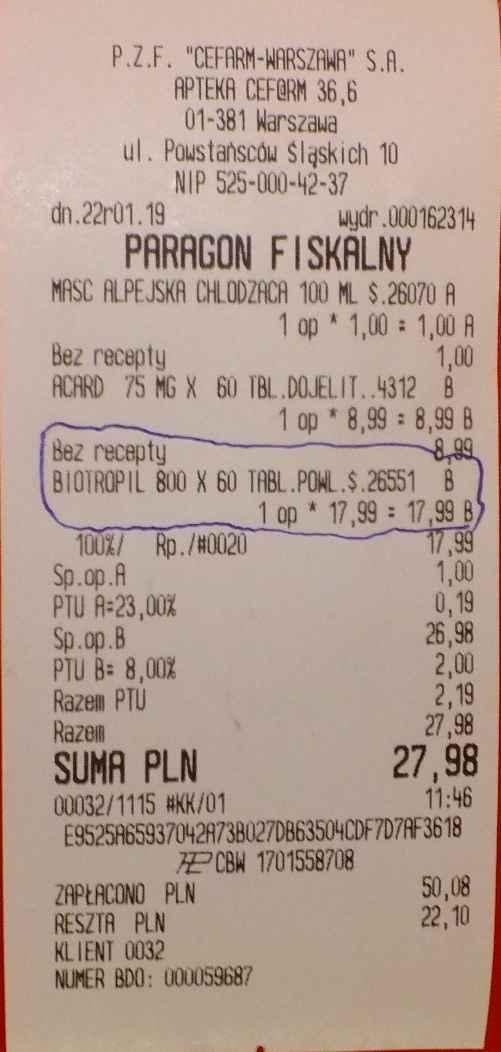 P.Z.F. "CEFARM-WARSZAWA" S.A.
APTEKA CEF@RM 36,6
01-381 Warszawa
ul. Powstańsców Śląskich 10
NIP 525-000-42-37
dn.22r01.19 wydr.000162314
PARAGON FISKALNY
MASC ALPEJSKA CHLODZACA 100 ML $.26070 A
1 op * 1,00 = 1,00 A
Bez recepty 1,00
ACARD 75 MG X 60 TBL.DOJELIT..4312 B
1 op * 8,99 = 8,99 B
Bez recepty 8,99
BIOTROPIL 800 X 60 TABL.POWL.$.26551 B
1 op * 17,99 = 17,99 B
100%/ Rp./#0020 17,99
Sp.op.A 1,00
PTU A=23,00% 0,19
Sp.op.B 26,98
PTU B= 8,00% 2,00
Razem PTU 2,19
Razem 27,98
SUMA PLN 27,98
00032/1115 #KK/01 11:46
E9525A65937042A73B027DB63504CDF7D7AF3618
CBW 1701558708
ZAPŁACONO PLN 50,08
RESZTA PLN 22,10
KLIENT 0032
NUMER BDO: 000059687